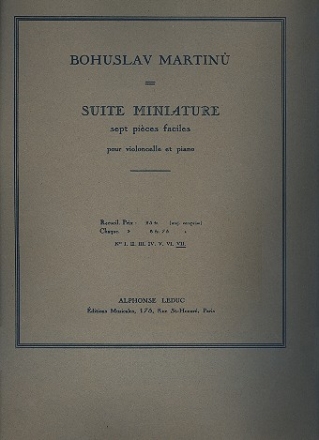 BOHUSLAV MARTINŮ
SUITE MINIATURE
sept pièces faciles
pour violoncelle et piano
Recueil. Prix :
Chaque
Nos I. II. III. IV. V. VI. VII.
ALPHONSE LEDUC
Éditions Musicales, 175, Rue St-Honoré, Paris